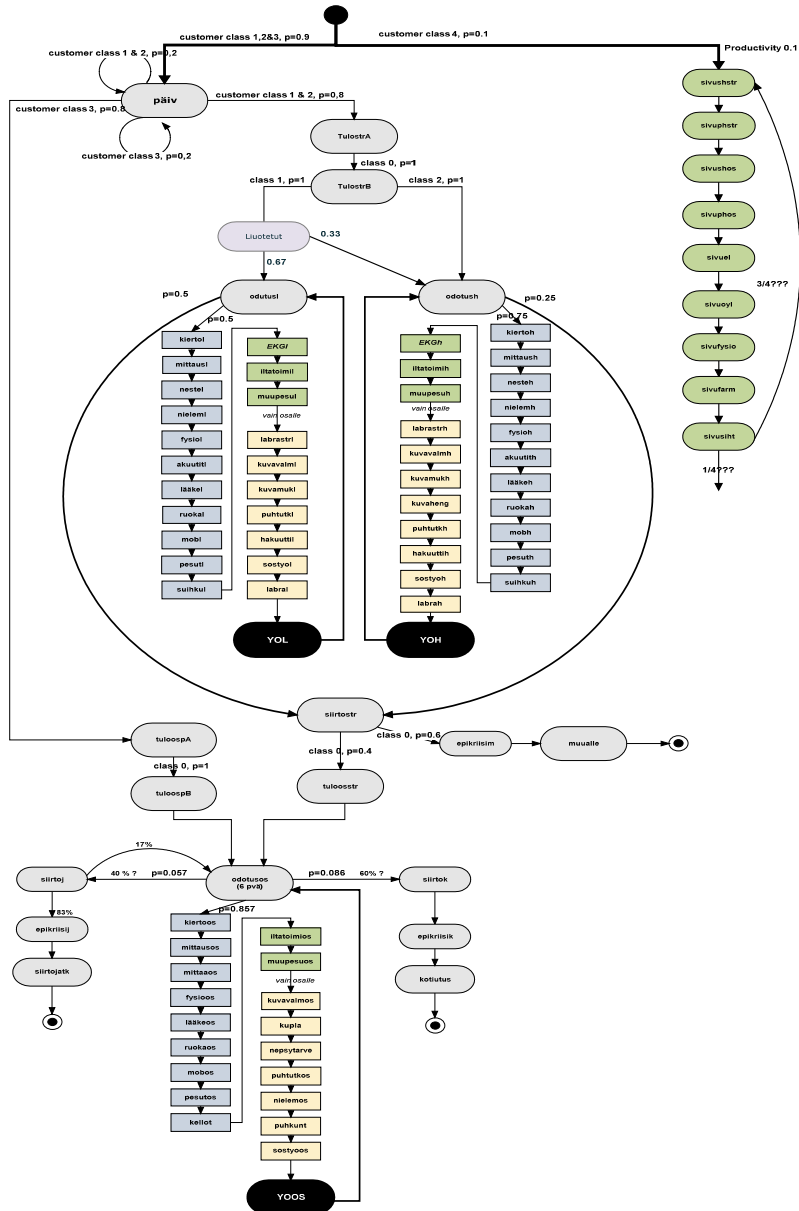 customer class 1,2&3, p=0.9
customer class 4, p=0.1
Productivity 0.1
customer class 1 & 2, p=0,2
päiv
customer class 3, p=0.8
customer class 1 & 2, p=0,8
customer class 3, p=0,2
TulostrA
class 0, p=1
TulostrB
class 1, p=1
class 2, p=1
Liuotetut
0.33
0.67
odutusl
odotush
p=0.5
p=0.5
p=0.25
p=0.75
kiertol
mittausl
nestel
nieleml
fysiol
akuutitl
lääkel
ruokal
mobl
pesutl
suihkul
EKGl
iltatoimil
muupesul
vain osalle
labrastrl
kuvavalml
kuvamukl
puhtutkl
hakuuttil
sostyol
labral
YOL
EKGh
iltatoimih
muupesuh
vain osalle
labrastrh
kuvavalmh
kuvamukh
kuvaheng
puhtutkh
hakuuttih
sostyoh
labrah
YOH
kiertoh
mittaush
nesteh
nielemh
fysioh
akuutith
lääkeh
ruokah
mobh
pesuth
suihkuh
sivushstr
sivuphstr
sivushos
sivuphos
sivuel
sivuoyl
sivufysio
sivufarm
sivusiht
3/4???
1/4???
siirtostr
class 0, p=0.6
epikriisim
muualle
class 0, p=0.4
tuloosstr
tuloospA
class 0, p=1
tuloospB
17%
siirtoj
40 % ?
p=0.057
odotusos
(6 pvä)
p=0.086
60% ?
siirtok
83%
epikriisij
siirtojatk
p=0.857
epikriisik
kotiutus
kiertoos
mittausos
mittaaos
fysioos
lääkeos
ruokaos
mobos
pesutos
kellot
iltatoimios
muupesuos
vain osalle
kuvavalmos
kupla
nepsytarve
puhtutkos
nielemos
puhkunt
sostyoos
YOOS